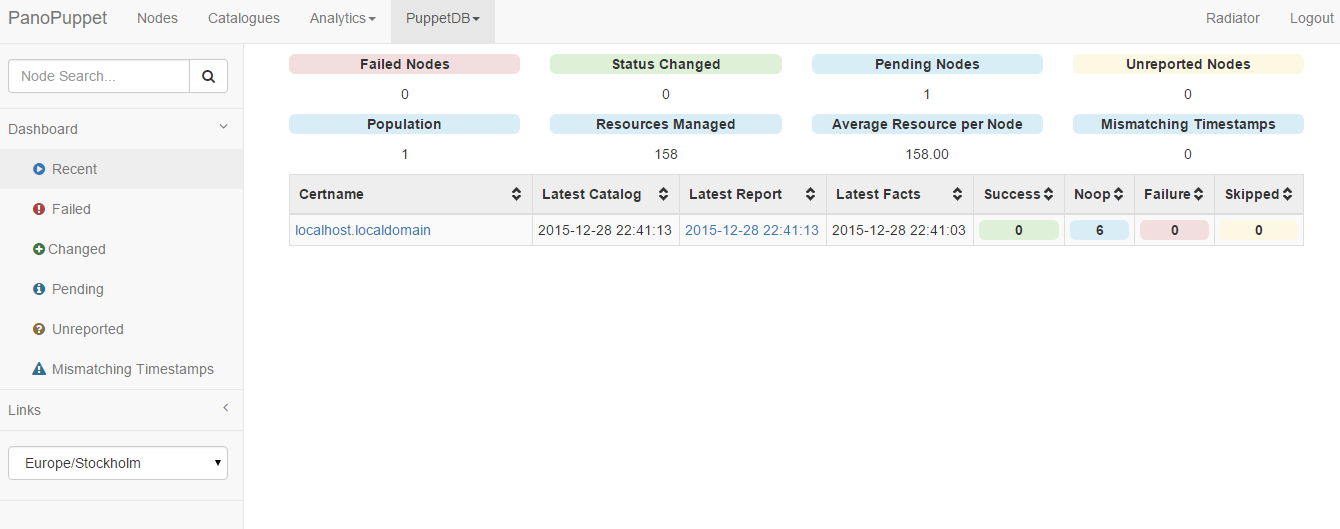 PanoPuppet Nodes Catalogues Analytics PuppetDB Radiator Logout
Node Search...
Dashboard
Recent
Failed
Changed
Pending
Unreported
Mismatching Timestamps
Links
Europe/Stockholm
Failed Nodes Status Changed Pending Nodes Unreported Nodes
0 0 1 0
Population Resources Managed Average Resource per Node Mismatching Timestamps
1 158 158.00 0
Certname Latest Catalog Latest Report Latest Facts Success Noop Failure Skipped
localhost.localdomain 2015-12-28 22:41:13 2015-12-28 22:41:13 2015-12-28 22:41:03 0 6 0 0